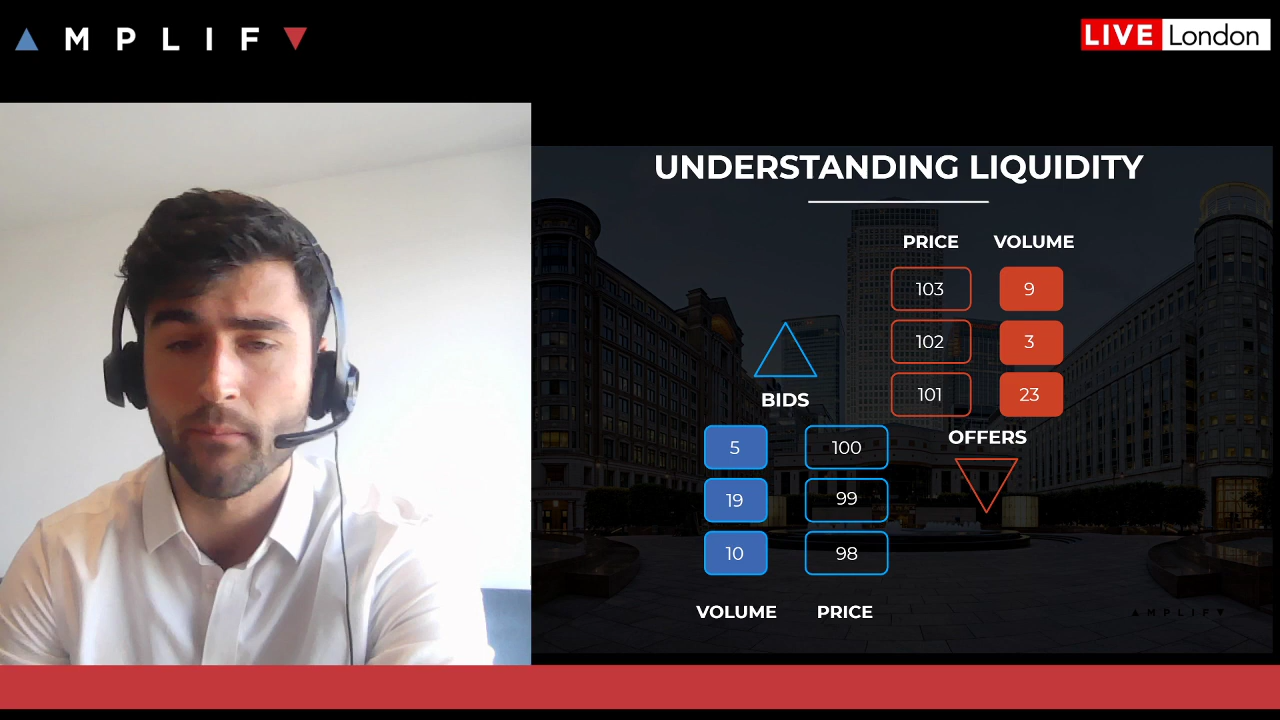 AMPLIFY
LIVE London
UNDERSTANDING LIQUIDITY
PRICE VOLUME
103 9
102 3
101 23
BIDS
OFFERS
5 100
19 99
10 98
VOLUME PRICE
AMPLIFY